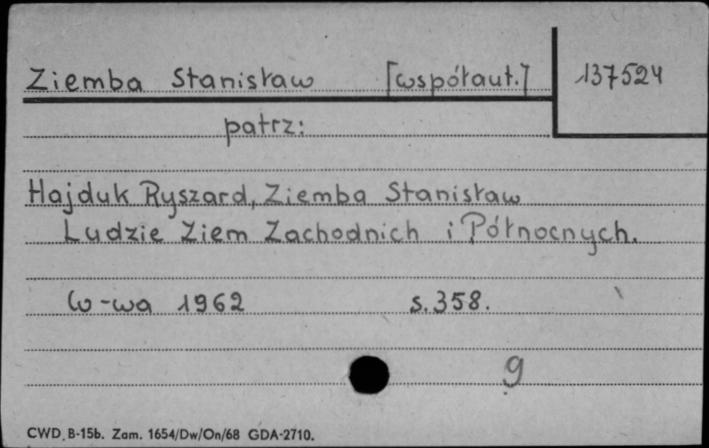 Ziemba Stanisław [współaut.] 137524
patrz:
Hajduk Ryszard, Ziemba Stanisław
Ludzie Ziem Zachodnich i Północnych.
W-wa 1962 s. 358.
9
CWD B-15b. Zam. 1654/Dw/On/68 GDA-2710.